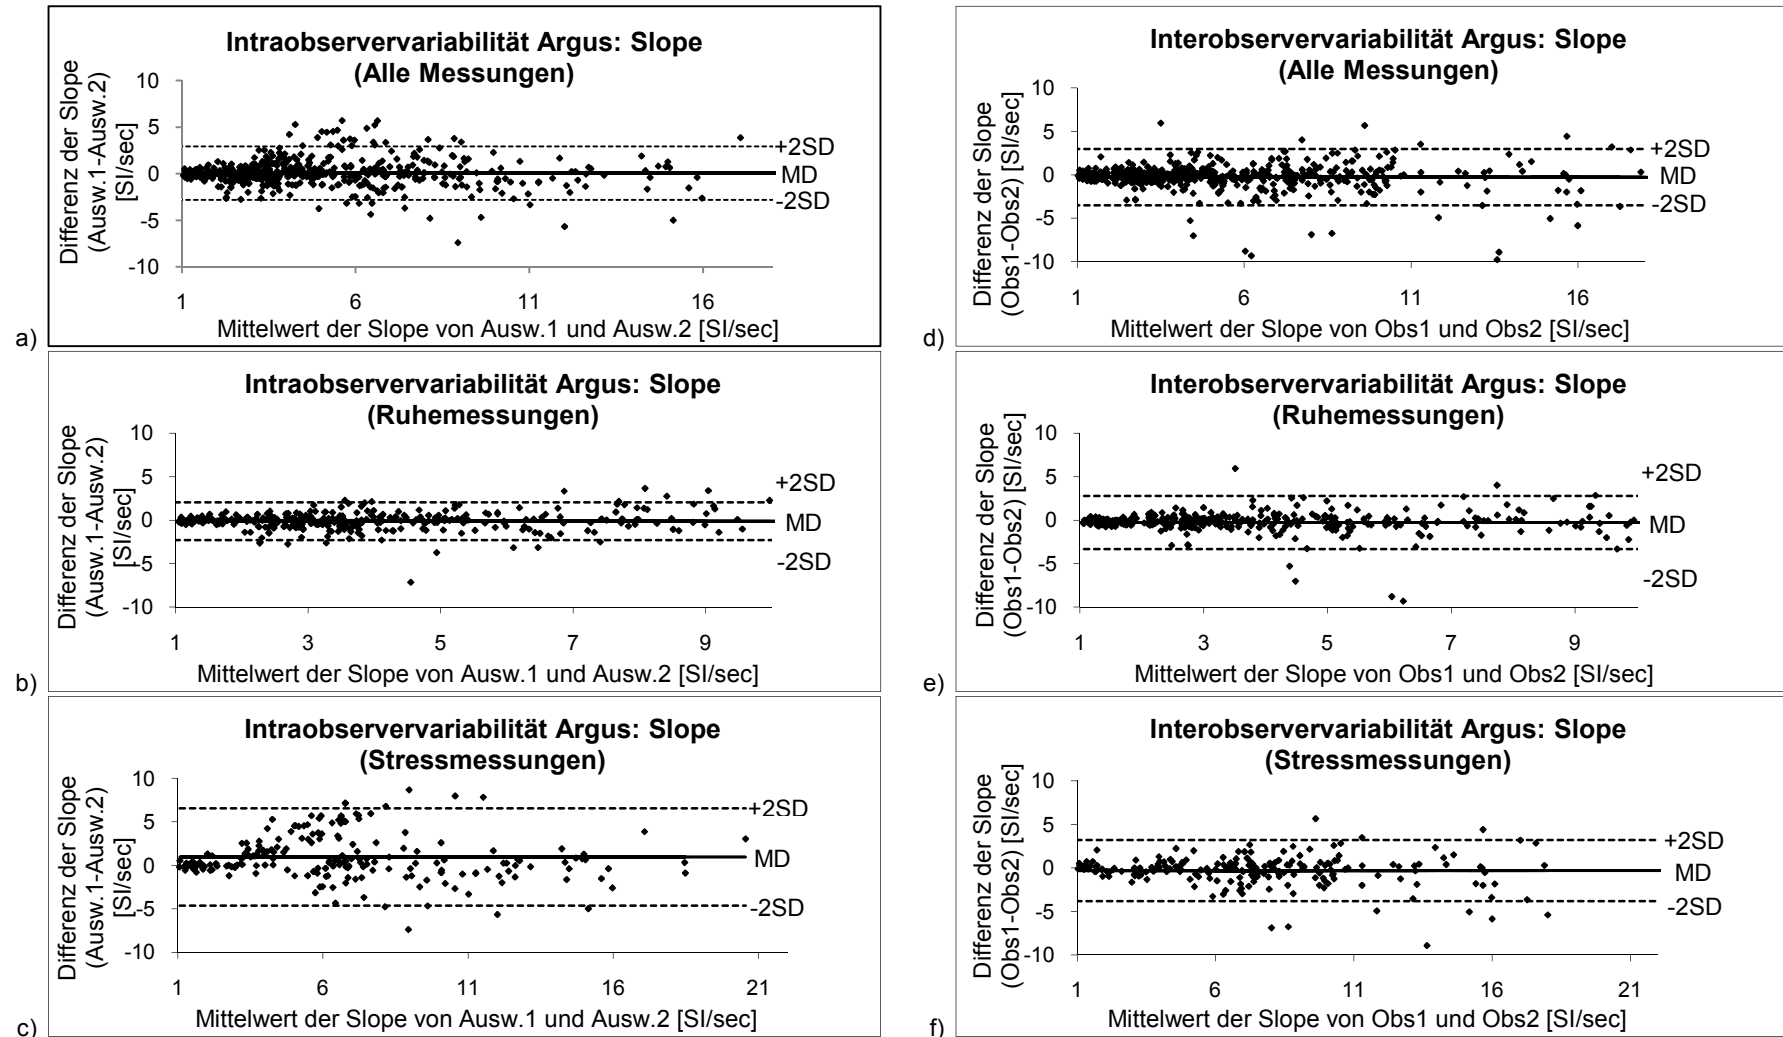 Intraobservervariabilität Argus: Slope
(Alle Messungen)
Differenz der Slope
(Ausw.1-Ausw.2)
[SI/sec]
10
5
0
-5
-10
+2SD
MD
-2SD
1 6 11 16
Mittelwert der Slope von Ausw.1 und Ausw.2 [SI/sec]
a)
Interobservervariabilität Argus: Slope
(Alle Messungen)
Differenz der Slope
(Obs1-Obs2) [SI/sec]
10
5
0
-5
-10
+2SD
MD
-2SD
1 6 11 16
Mittelwert der Slope von Obs1 und Obs2 [SI/sec]
d)
Intraobservervariabilität Argus: Slope
(Ruhemessungen)
Differenz der Slope
(Ausw.1-Ausw.2)
[SI/sec]
10
5
0
-5
-10
+2SD
MD
-2SD
1 3 5 7 9
Mittelwert der Slope von Ausw.1 und Ausw.2 [SI/sec]
b)
Interobservervariabilität Argus: Slope
(Ruhemessungen)
Differenz der Slope
(Obs1-Obs2) [SI/sec]
10
5
0
-5
-10
+2SD
MD
-2SD
1 3 5 7 9
Mittelwert der Slope von Obs1 und Obs2 [SI/sec]
e)
Intraobservervariabilität Argus: Slope
(Stressmessungen)
Differenz der Slope
(Ausw.1-Ausw.2)
[SI/sec]
10
5
0
-5
-10
+2SD
MD
-2SD
1 6 11 16 21
Mittelwert der Slope von Ausw.1 und Ausw.2 [SI/sec]
c)
Interobservervariabilität Argus: Slope
(Stressmessungen)
Differenz der Slope
(Obs1-Obs2) [SI/sec]
10
5
0
-5
-10
+2SD
MD
-2SD
1 6 11 16 21
Mittelwert der Slope von Obs1 und Obs2 [SI/sec]
f)